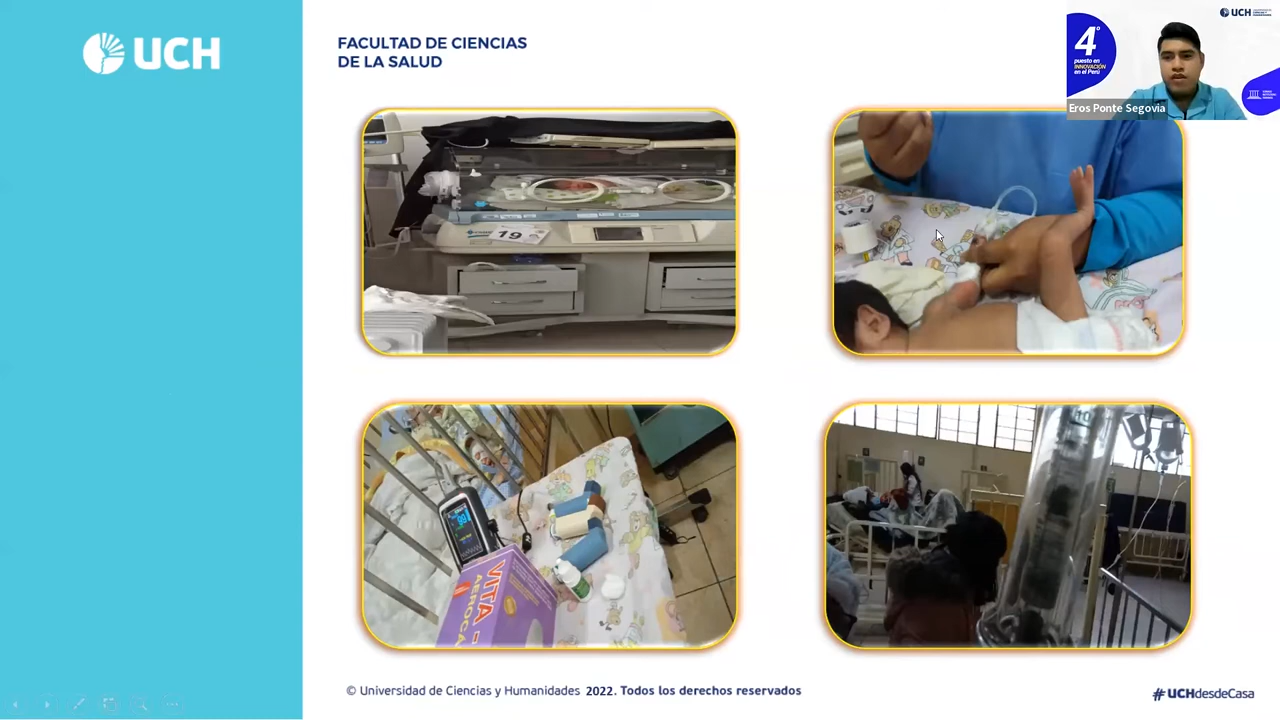 UCH
FACULTAD DE CIENCIAS
DE LA SALUD
UCH
4°
puesto en
INNOVACIÓN
en el Perú
Eros Ponte Segovia
19
VITA -
AEROCA
© Universidad de Ciencias y Humanidades 2022. Todos los derechos reservados
#UCHdesdeCasa